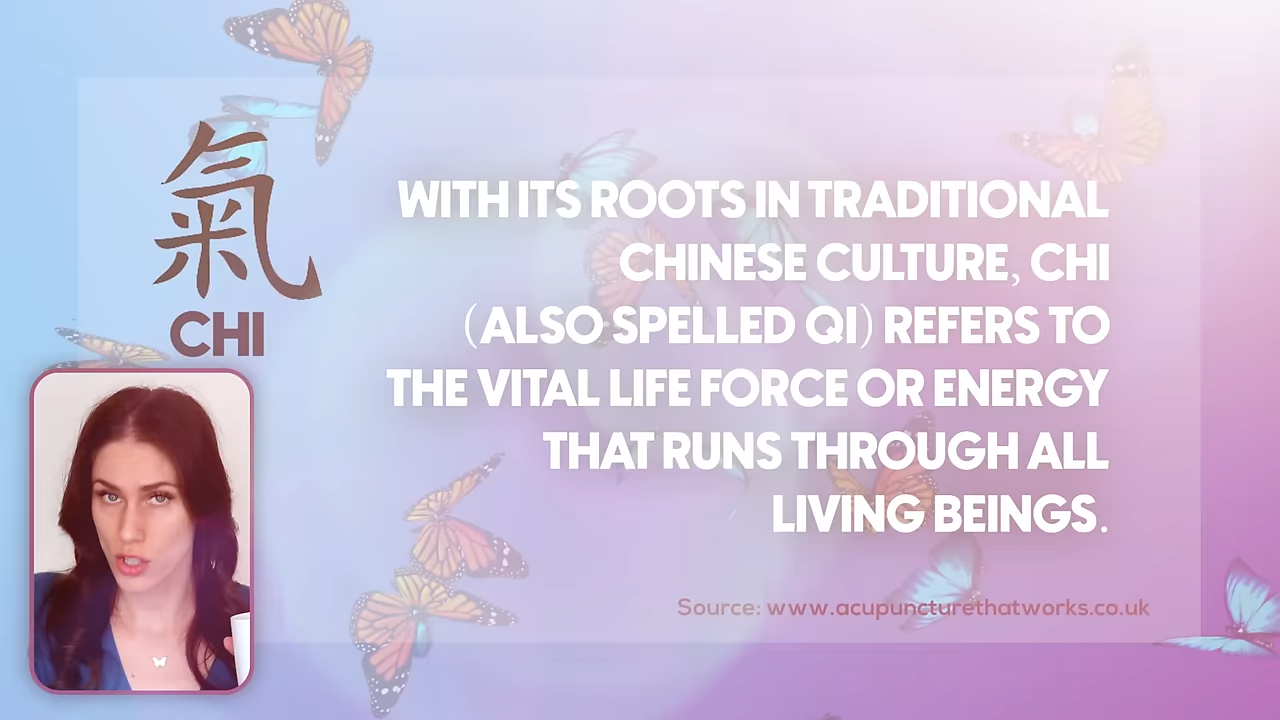 氣
CHI
WITH ITS ROOTS IN TRADITIONAL
CHINESE CULTURE, CHI
(ALSO SPELLED QI) REFERS TO
THE VITAL LIFE FORCE OR ENERGY
THAT RUNS THROUGH ALL
LIVING BEINGS.
Source: www.acupuncturethatworks.co.uk